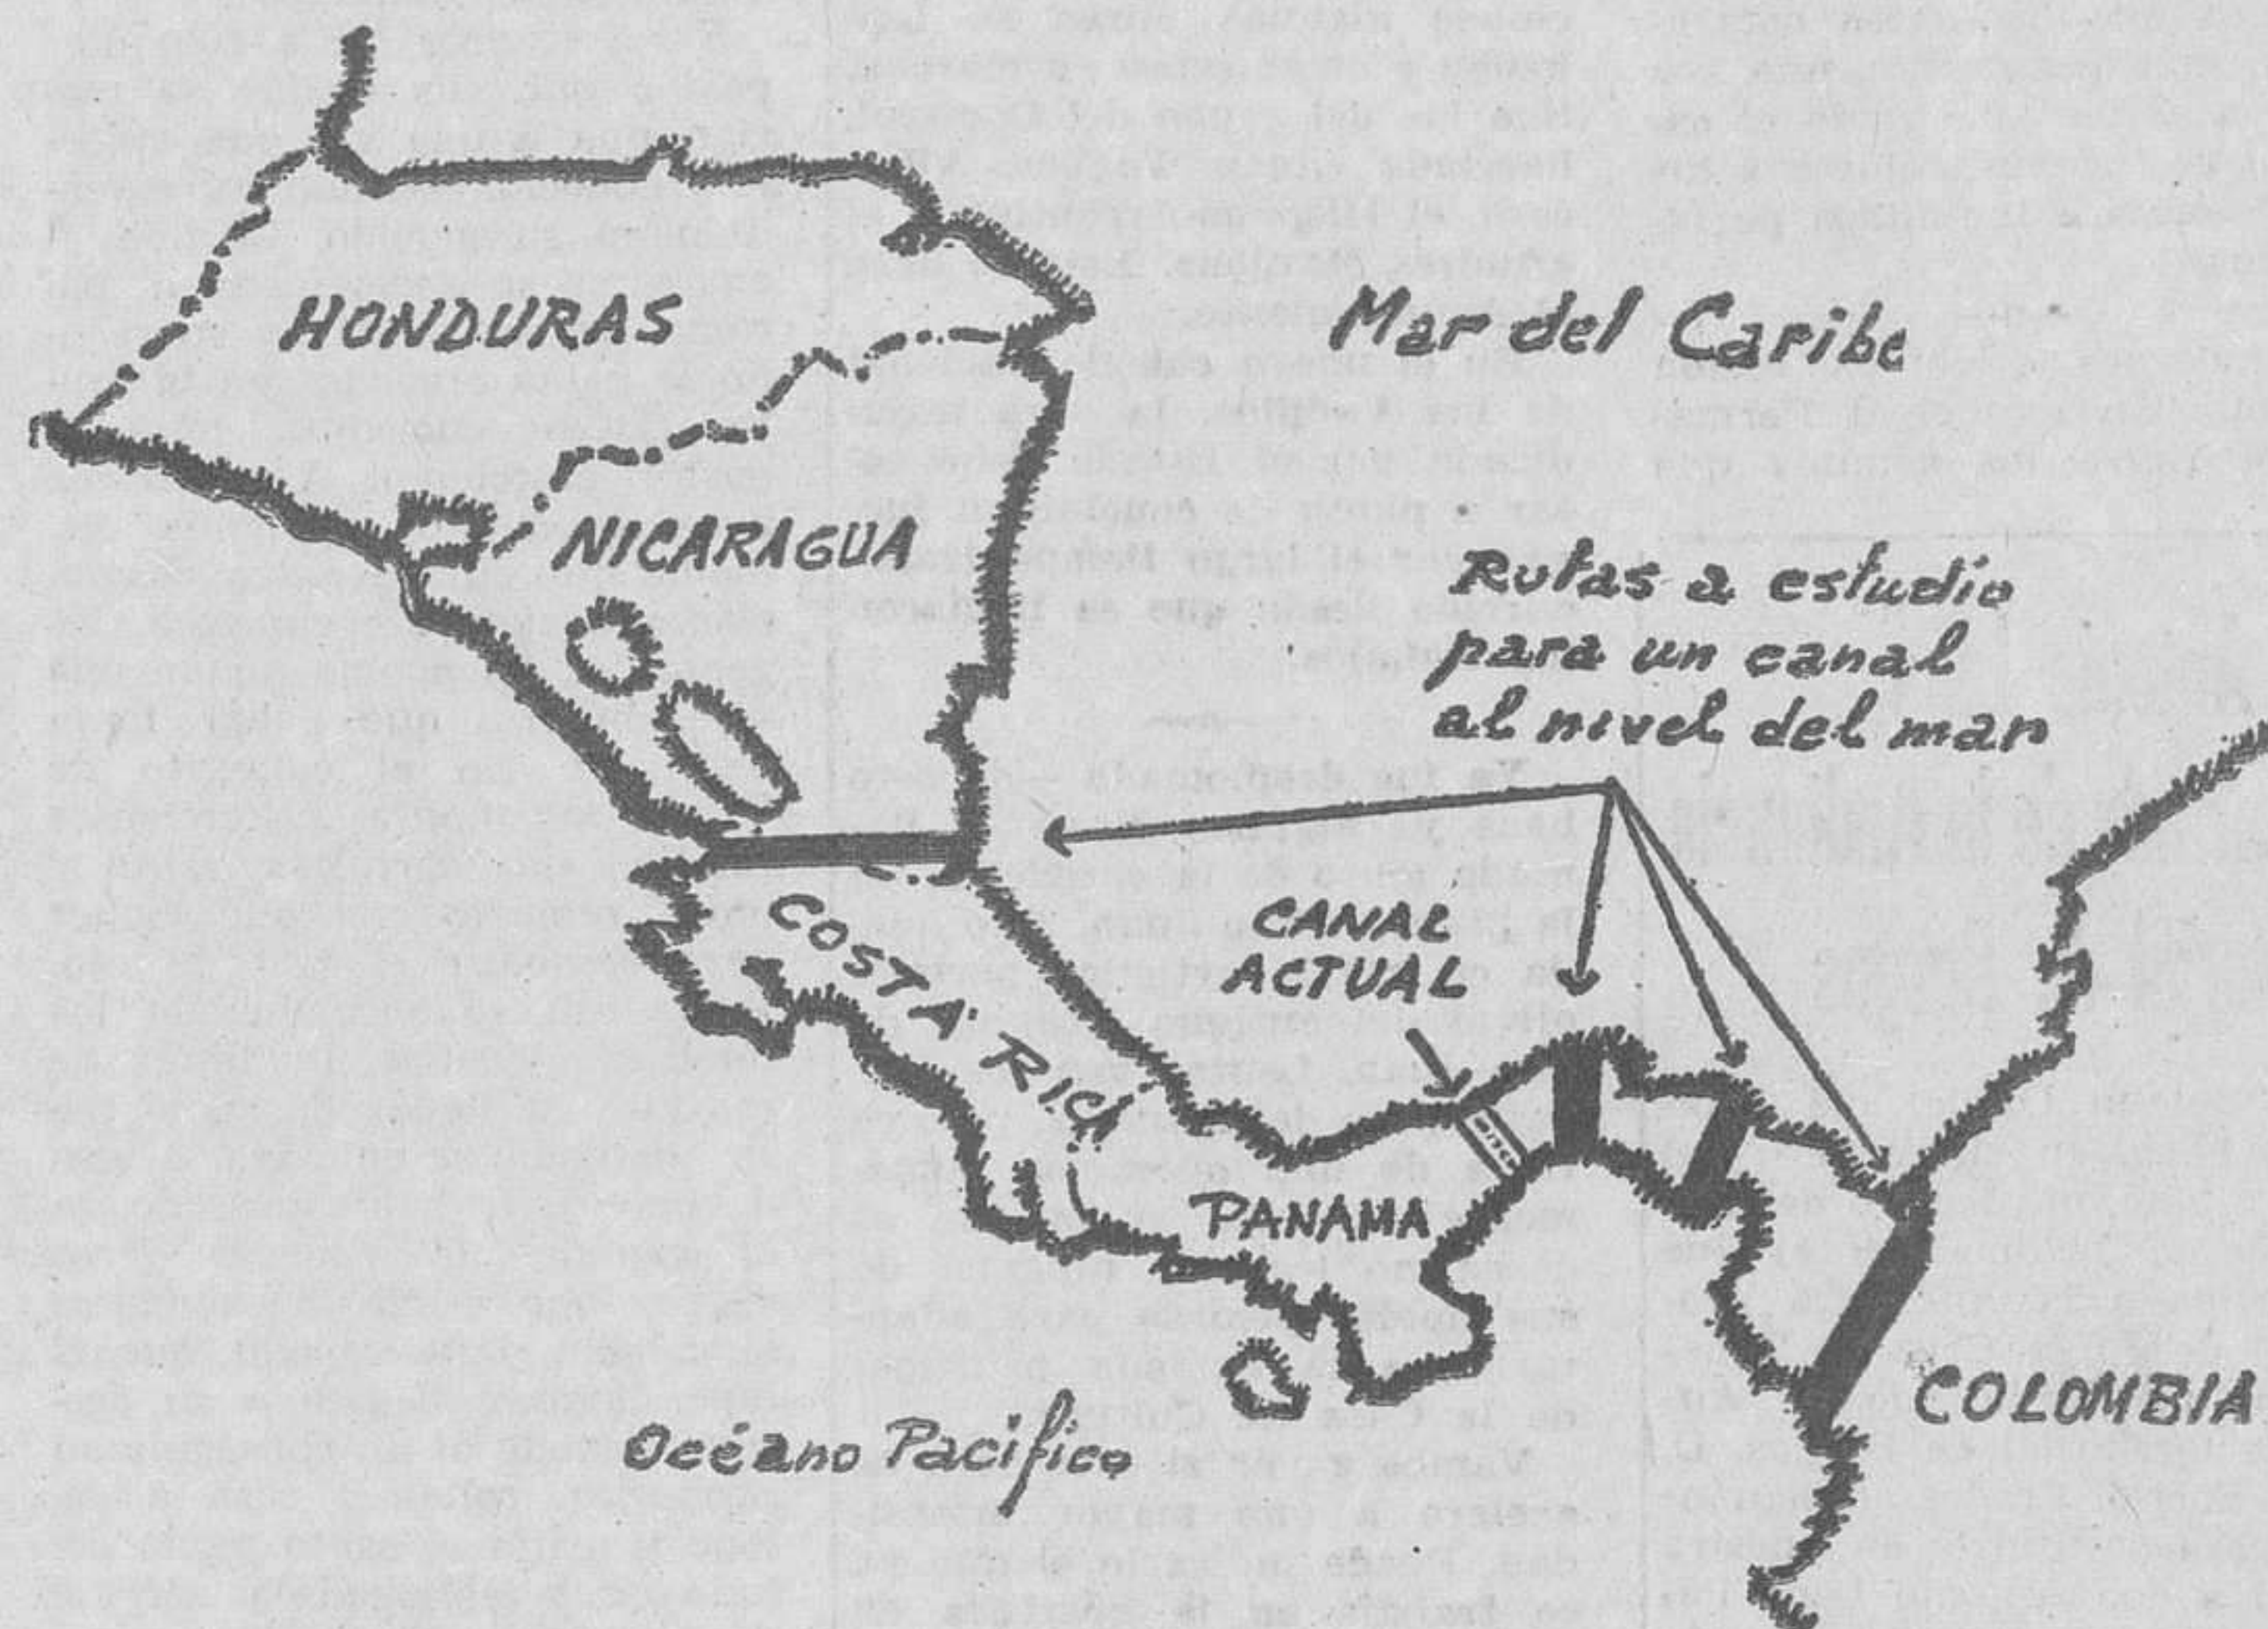 HONDURAS
Mar del Caribe
NICARAGUA
Rutas a estudio
para un canal
al nivel del mar
COSTA RICA
CANAL
ACTUAL
PANAMA
COLOMBIA
Océano Pacífico